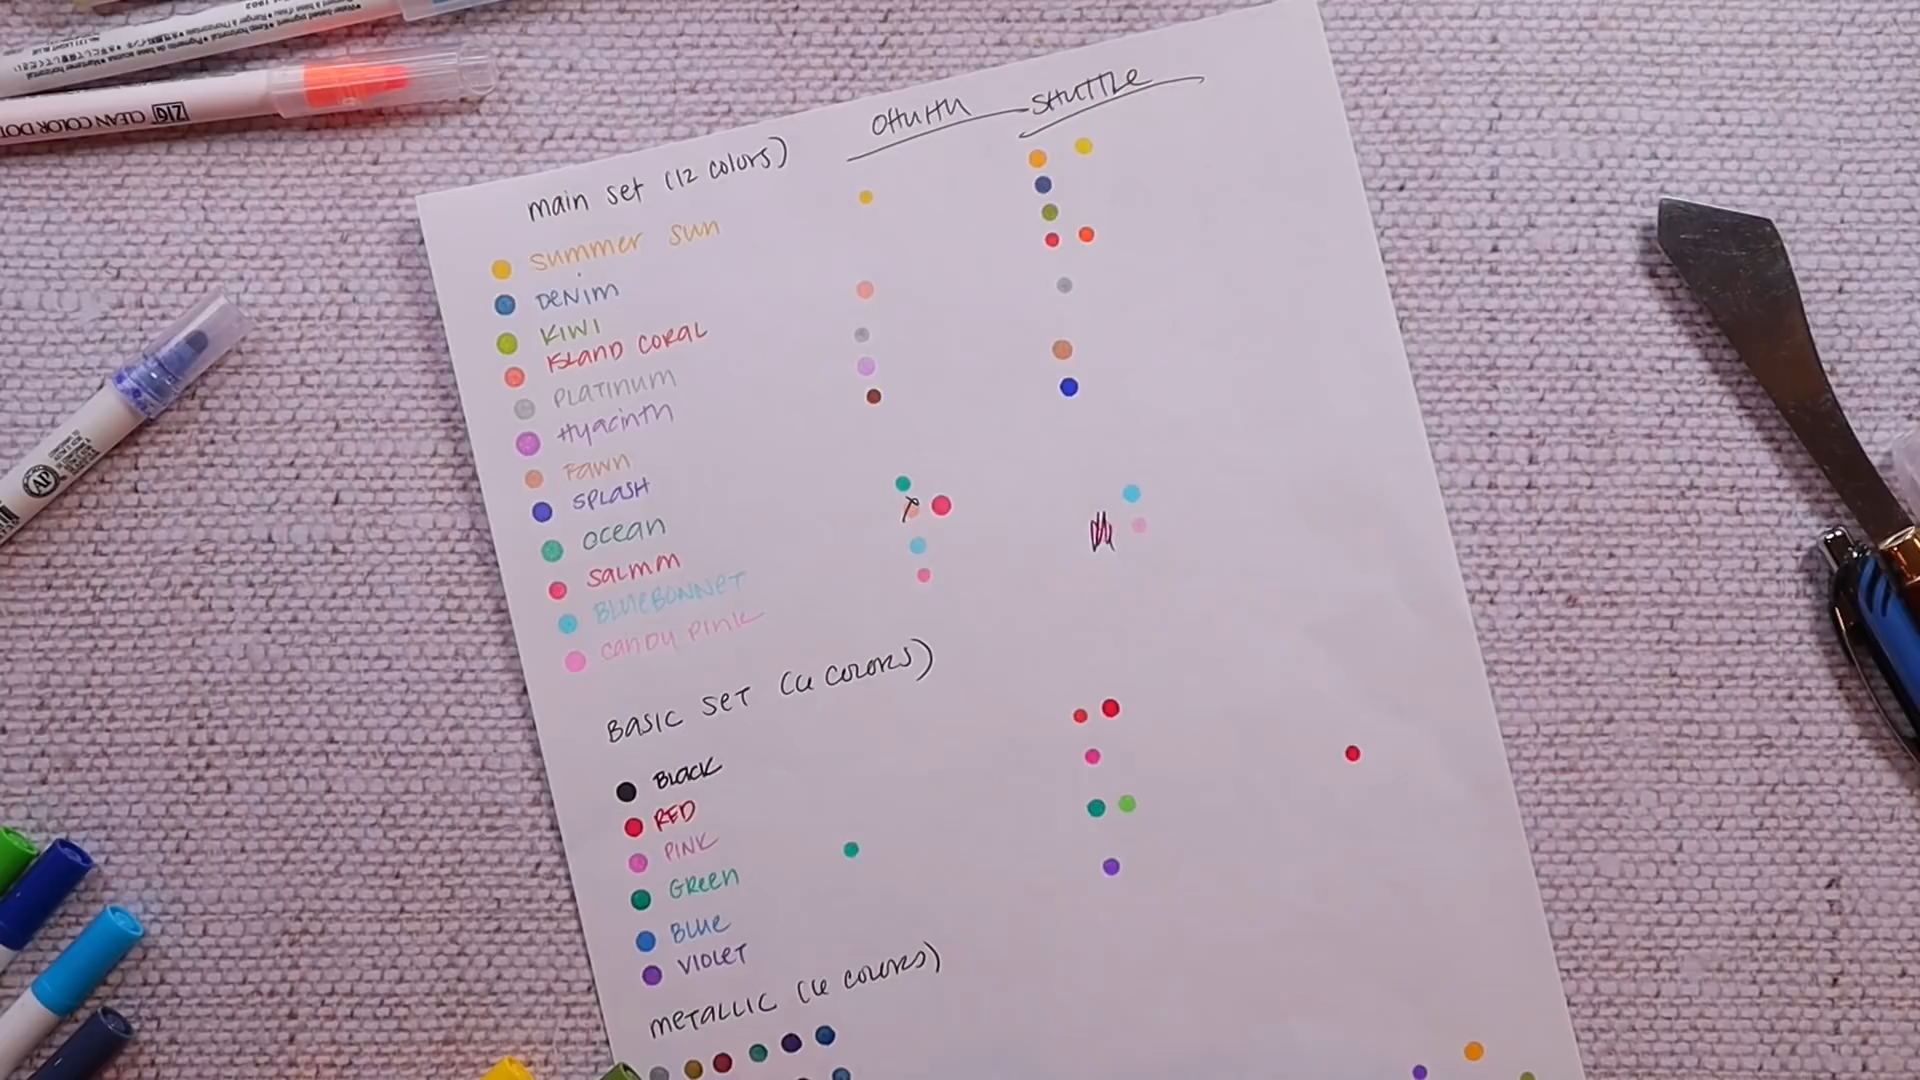 OHUHU SHUTTLE
main set (12 colors)
SUMMER SUN
DENIM
KIWI
ISLAND CORAL
PLATINUM
HYACINTH
FAWN
SPLASH
OCEAN
SALMON
BLUEBONNET
CANDY PINK
BASIC SET (6 COLORS)
BLACK
RED
PINK
GREEN
BLUE
VIOLET
METALLIC (6 COLORS)
ZIG CLEAN COLOR DOT
AP